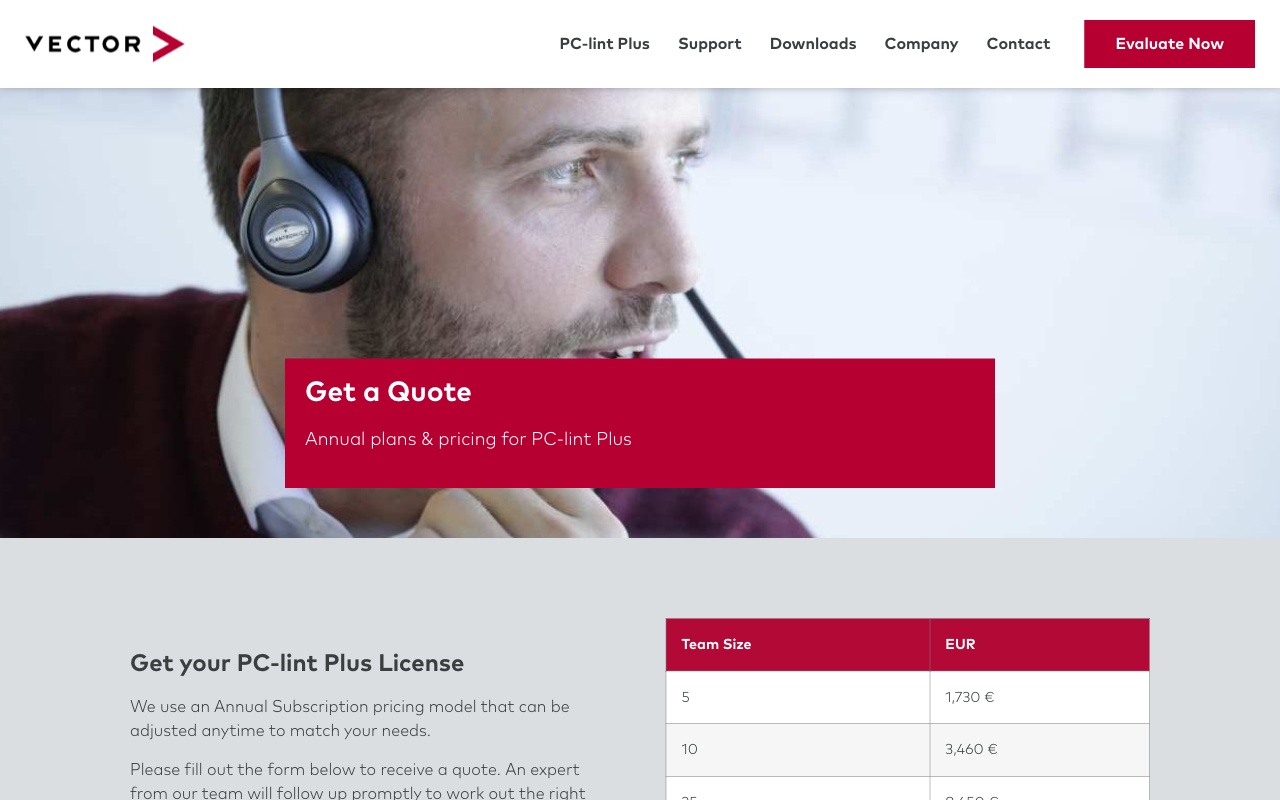 VECTOR
PC-lint Plus
Support
Downloads
Company
Contact
Evaluate Now
PLANTRONICS
Get a Quote
Annual plans & pricing for PC-lint Plus
Get your PC-lint Plus License
We use an Annual Subscription pricing model that can be
adjusted anytime to match your needs.
Please fill out the form below to receive a quote. An expert
from our team will follow up promptly to work out the right
Team Size
EUR
5
1,730 €
10
3,460 €